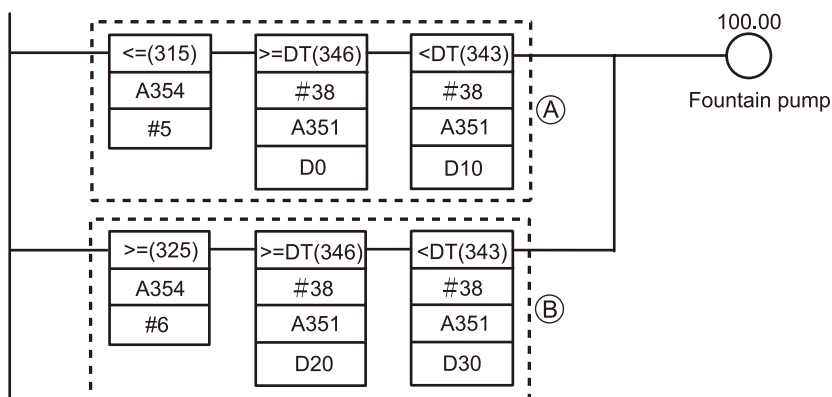 100.00
Fountain pump
<=(315)
A354
#5
>=DT(346)
#38
A351
D0
<DT(343)
#38
A351
D10
A
>=(325)
A354
#6
>=DT(346)
#38
A351
D20
<DT(343)
#38
A351
D30
B